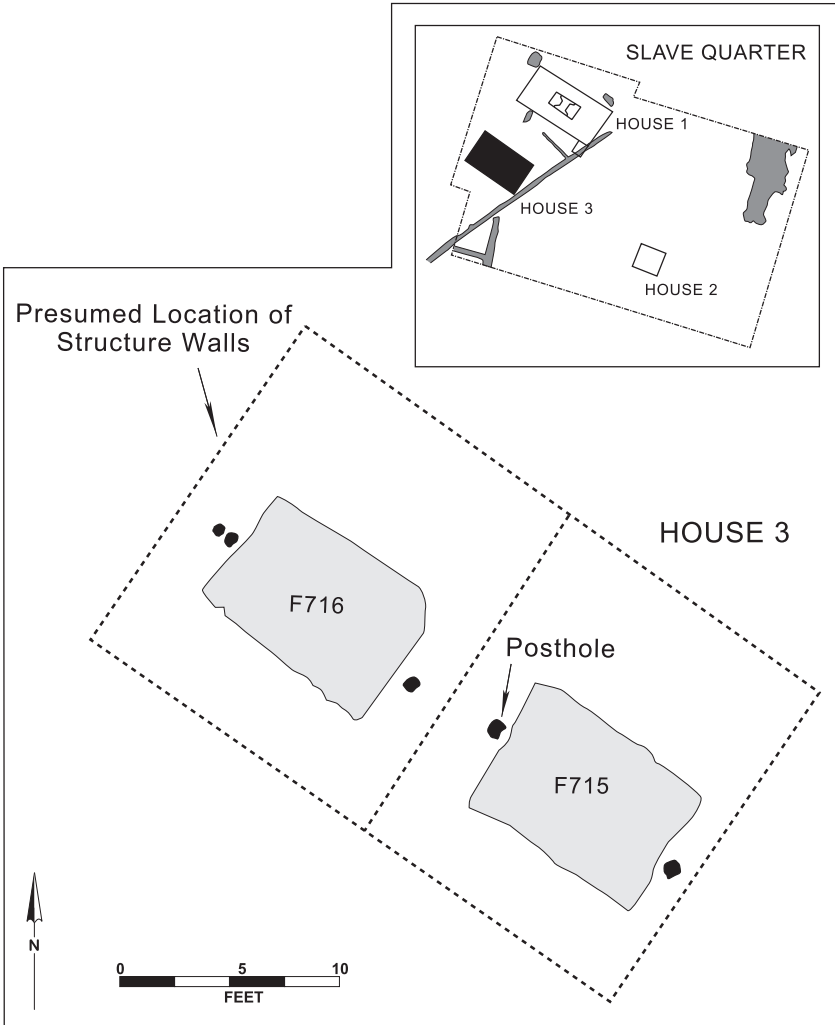 SLAVE QUARTER
HOUSE 1
HOUSE 3
HOUSE 2
Presumed Location of
Structure Walls
HOUSE 3
F716
Posthole
F715
N
0 5 10
FEET